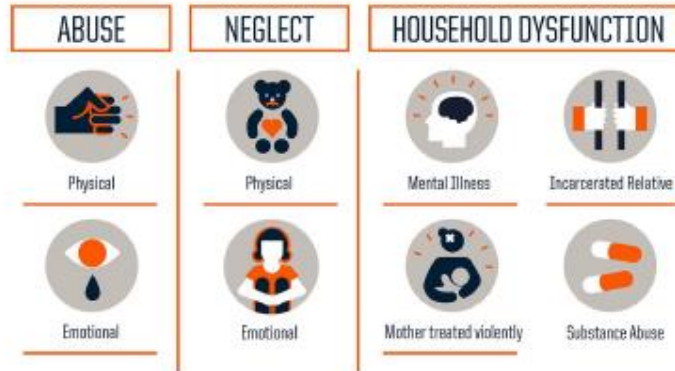 ABUSE
NEGLECT
HOUSEHOLD DYSFUNCTION
Physical
Physical
Mental Illness
Incarcerated Relative
Emotional
Emotional
Mother treated violently
Substance Abuse